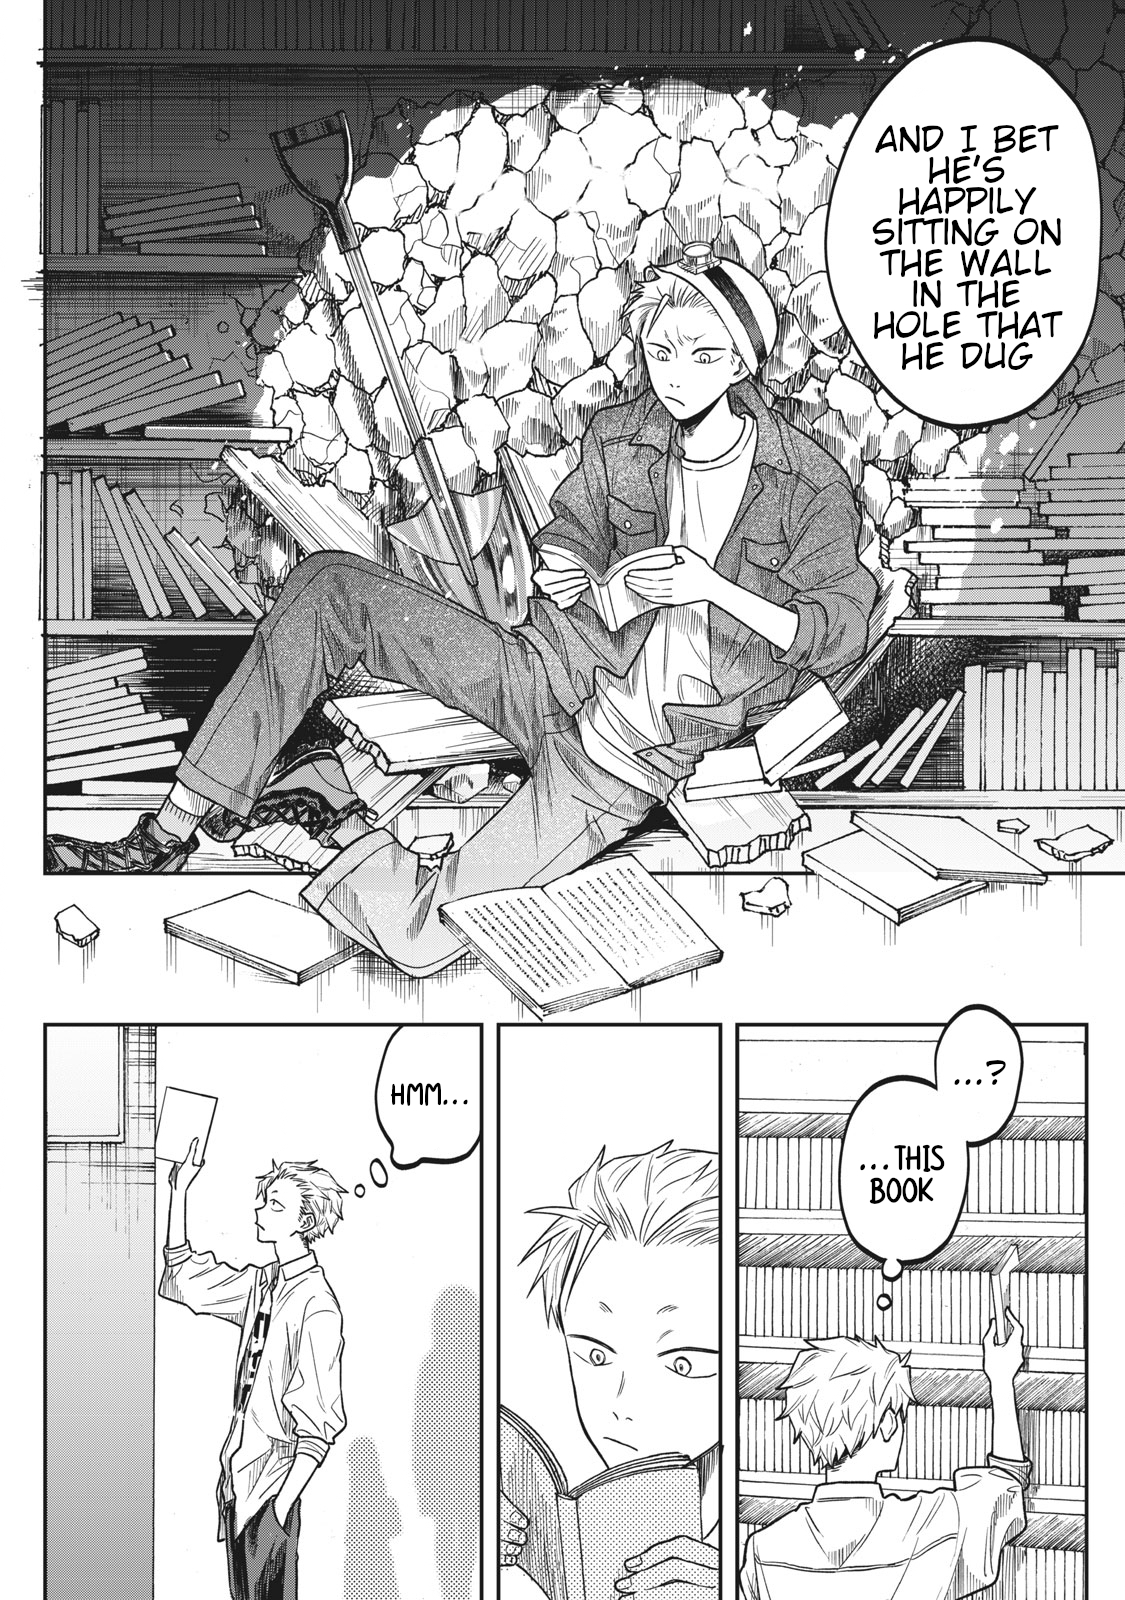 AND I BET
HE'S
HAPPILY
SITTING ON
THE WALL
IN THE
HOLE THAT
HE DUG
...?
...THIS
BOOK
HMM...